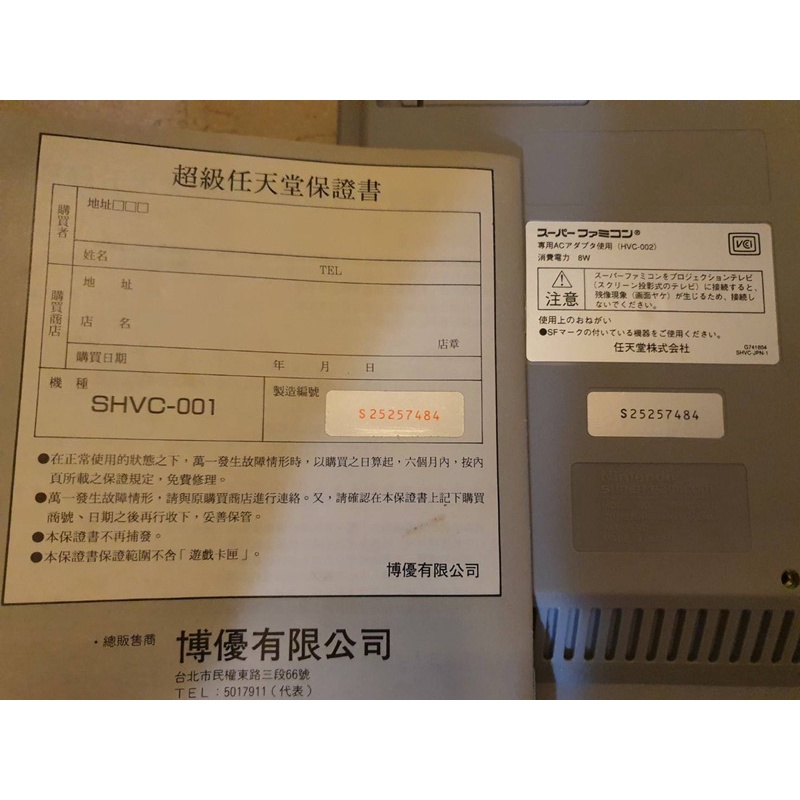 超級任天堂保證書
購買者
地址□□□
姓名
TEL
購買商店
地 址
店 名
店章
購買日期
年 月 日
機 種
SHVC-001
製造編號
S25257484
●在正常使用的狀態之下，萬一發生故障情形時，以購買之日算起，六個月內，按內
頁所載之保證規定，免費修理。
●萬一發生故障情形，請與原購買商店進行連絡。又，請確認在本保證書上記下購買
商號、日期之後再行收下，妥善保管。
●本保證書不再捕發。
●本保證書保證範圍不含「遊戲卡匣」。
博優有限公司
・總販售商
博優有限公司
台北市民權東路三段66號
TEL：5017911（代表）
スーパーファミコン®
専用ACアダプタ使用（HVC-002）
消費電力 8W
VCI
注意
スーパーファミコンをプロジェクションテレビ
（スクリーン投影式のテレビ）に接続すると、
残像現象（画面ヤケ）が生じるため、接続し
ないでください。
使用上のおねがい
●SFマークの付いている機器をご使用ください。
任天堂株式会社
G741804
SHVC-JPN-1
S25257484